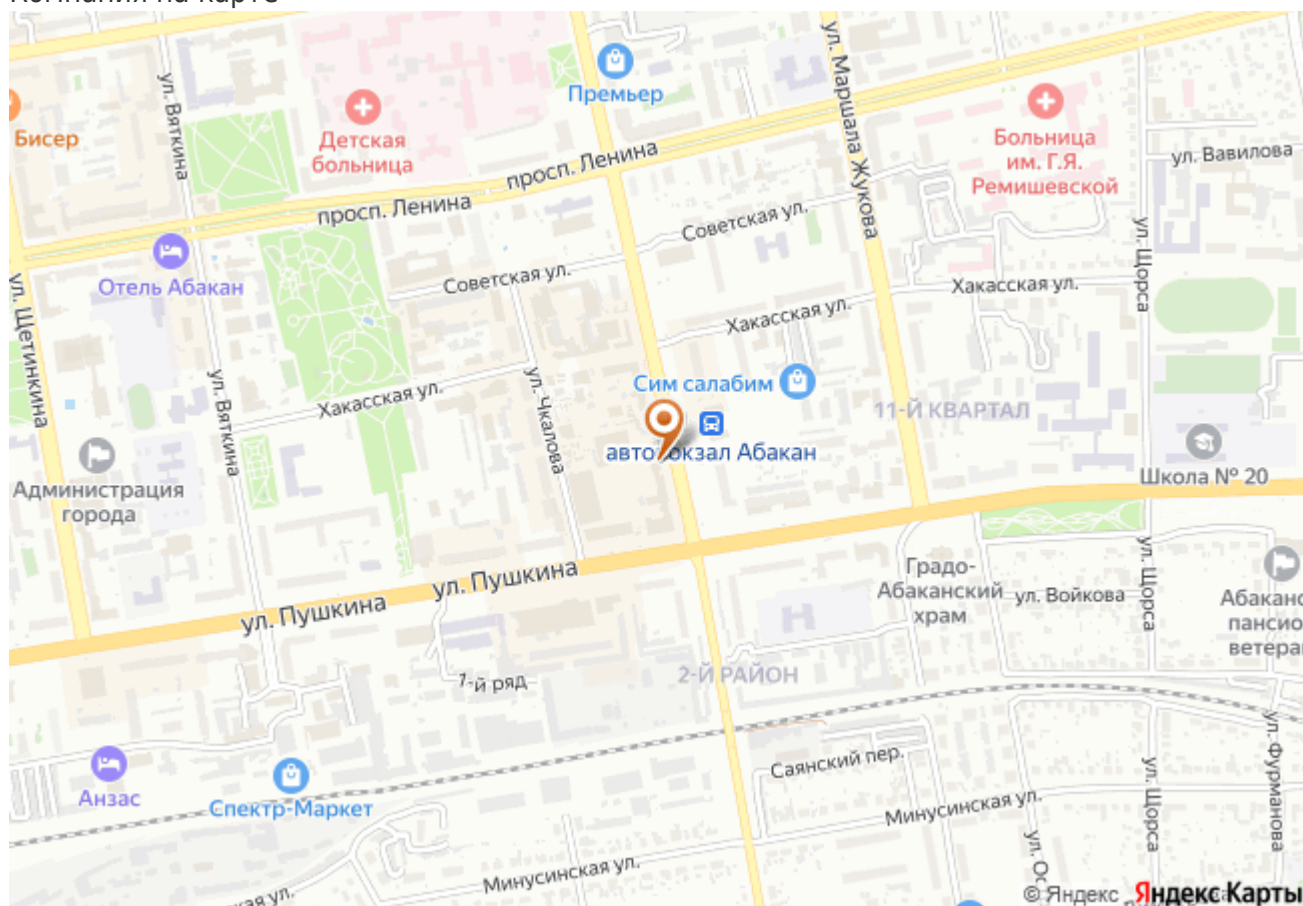 Компания на карте
ул. Вяткина
Премьер
ул. Маршала Жукова
Бисер
Детская
больница
Больница
им. Г.Я.
Ремишевской
ул. Вавилова
просп. Ленина
просп. Ленина
Советская ул.
ул. Щорса
Отель Абакан
Советская ул.
Хакасская ул.
ул. Щетинкина
Хакасская ул.
Сим салабим
ул. Вяткина
Хакасская ул.
ул. Чкалова
11-Й КВАРТАЛ
автовокзал Абакан
Школа № 20
Администрация
города
ул. Пушкина
ул. Пушкина
Градо-
Абаканский
храм
ул. Войкова
ул. Щорса
2-Й РАЙОН
7-й ряд
Саянский пер.
ул. Фурманова
Анзас
Спектр-Маркет
Минусинская ул.
ул. Щорса
Минусинская ул.
© Яндекс Яндекс Карты